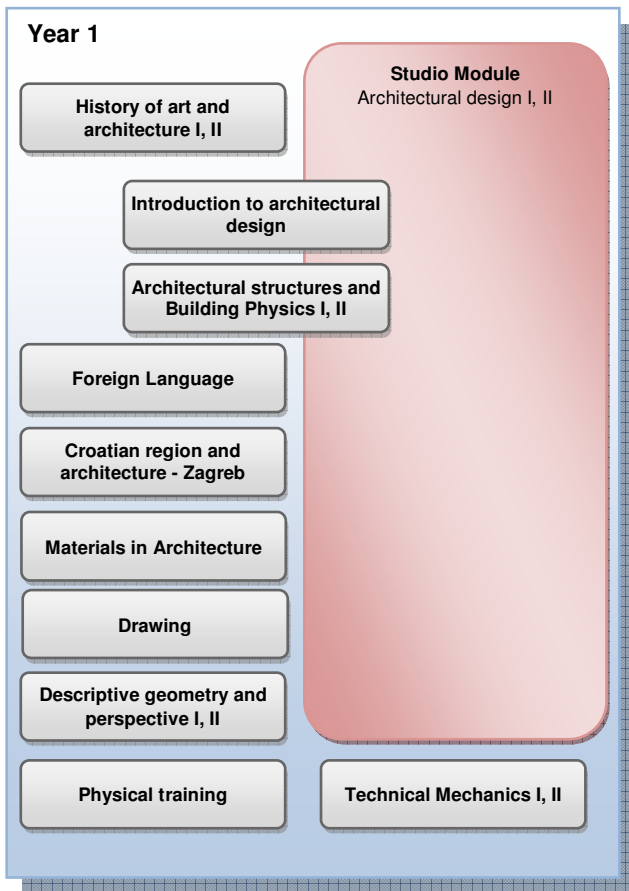 Year 1
Studio Module
Architectural design I, II
History of art and
architecture I, II
Introduction to architectural
design
Architectural structures and
Building Physics I, II
Foreign Language
Croatian region and
architecture - Zagreb
Materials in Architecture
Drawing
Descriptive geometry and
perspective I, II
Physical training
Technical Mechanics I, II